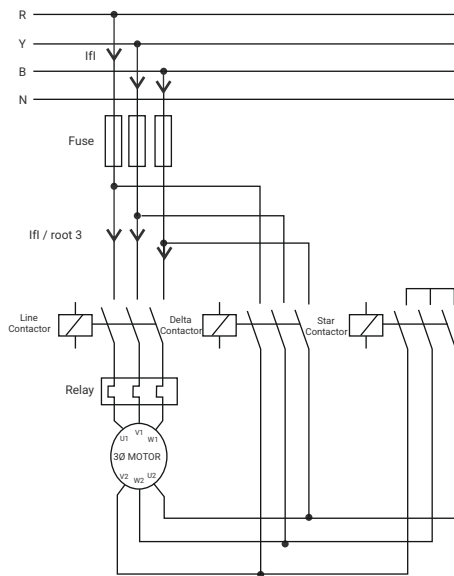 R
Ifl
Y
B
N
Fuse
Ifl / root 3
Line
Contactor
Delta
Contactor
Star
Contactor
Relay
U1 V1 W1
3Ø MOTOR
V2 W2 U2